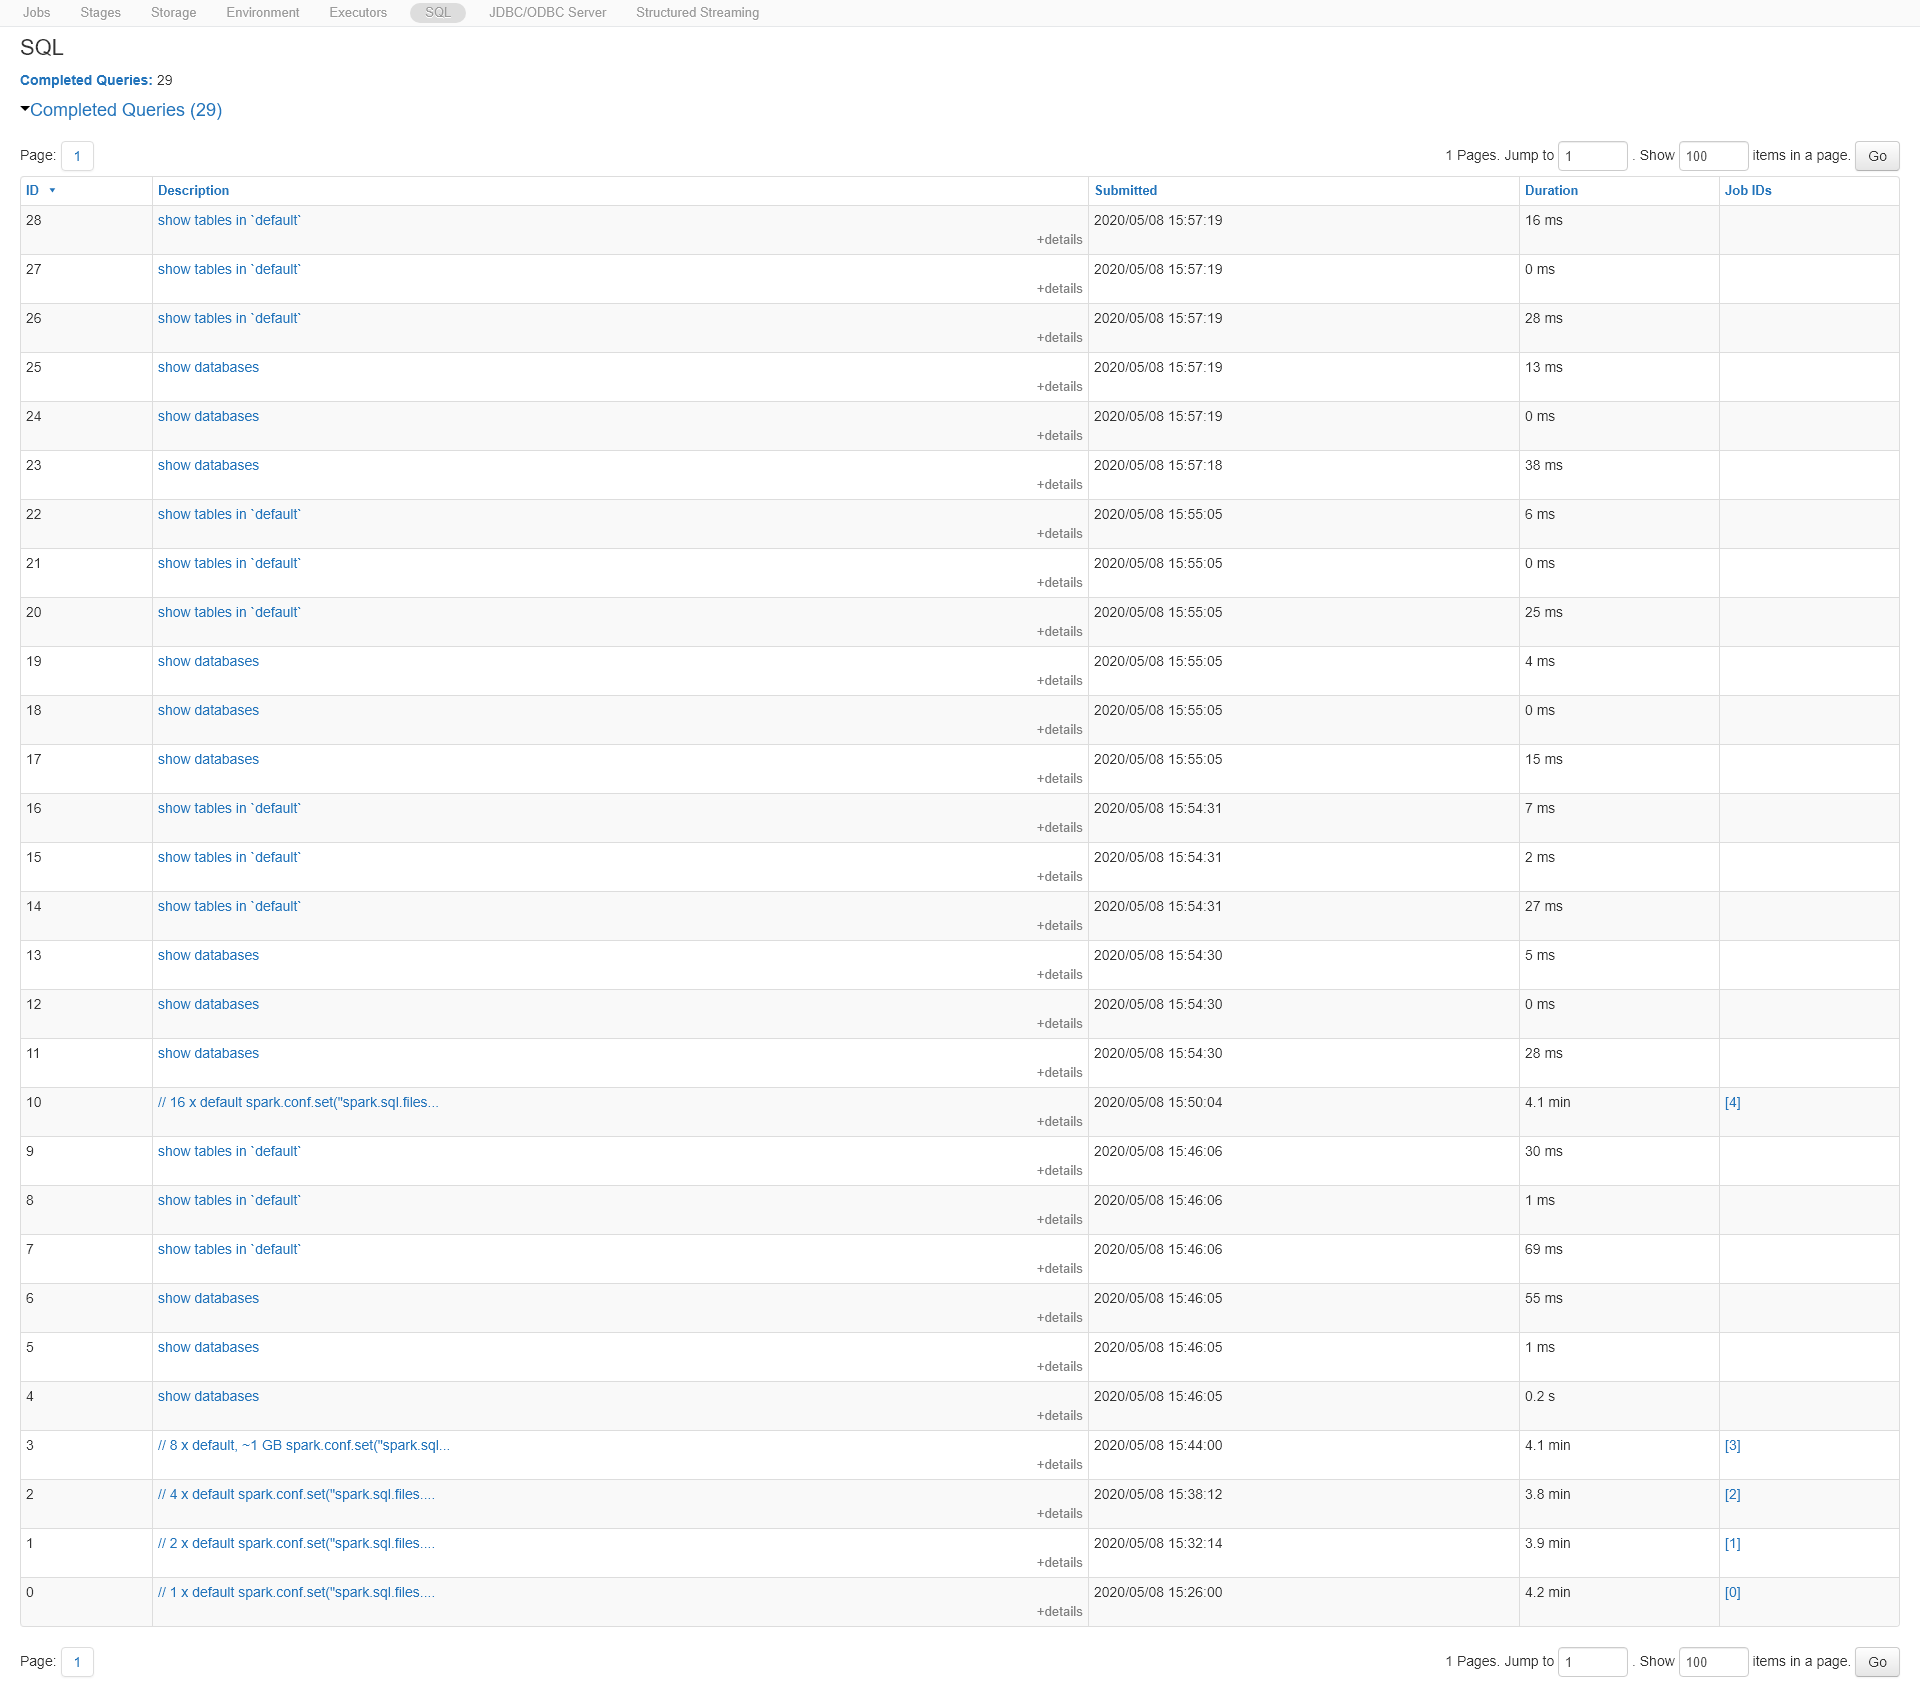 Jobs Stages Storage Environment Executors SQL JDBC/ODBC Server Structured Streaming
SQL
Completed Queries: 29
Completed Queries (29)
Page: 1 1 Pages. Jump to 1 . Show 100 items in a page. Go
ID Description Submitted Duration Job IDs
28 show tables in `default` 2020/05/08 15:57:19 16 ms
+details
27 show tables in `default` 2020/05/08 15:57:19 0 ms
+details
26 show tables in `default` 2020/05/08 15:57:19 28 ms
+details
25 show databases 2020/05/08 15:57:19 13 ms
+details
24 show databases 2020/05/08 15:57:19 0 ms
+details
23 show databases 2020/05/08 15:57:18 38 ms
+details
22 show tables in `default` 2020/05/08 15:55:05 6 ms
+details
21 show tables in `default` 2020/05/08 15:55:05 0 ms
+details
20 show tables in `default` 2020/05/08 15:55:05 25 ms
+details
19 show databases 2020/05/08 15:55:05 4 ms
+details
18 show databases 2020/05/08 15:55:05 0 ms
+details
17 show databases 2020/05/08 15:55:05 15 ms
+details
16 show tables in `default` 2020/05/08 15:54:31 7 ms
+details
15 show tables in `default` 2020/05/08 15:54:31 2 ms
+details
14 show tables in `default` 2020/05/08 15:54:31 27 ms
+details
13 show databases 2020/05/08 15:54:30 5 ms
+details
12 show databases 2020/05/08 15:54:30 0 ms
+details
11 show databases 2020/05/08 15:54:30 28 ms
+details
10 // 16 x default spark.conf.set("spark.sql.files... 2020/05/08 15:50:04 4.1 min [4]
+details
9 show tables in `default` 2020/05/08 15:46:06 30 ms
+details
8 show tables in `default` 2020/05/08 15:46:06 1 ms
+details
7 show tables in `default` 2020/05/08 15:46:06 69 ms
+details
6 show databases 2020/05/08 15:46:05 55 ms
+details
5 show databases 2020/05/08 15:46:05 1 ms
+details
4 show databases 2020/05/08 15:46:05 0.2 s
+details
3 // 8 x default, ~1 GB spark.conf.set("spark.sql... 2020/05/08 15:44:00 4.1 min [3]
+details
2 // 4 x default spark.conf.set("spark.sql.files.... 2020/05/08 15:38:12 3.8 min [2]
+details
1 // 2 x default spark.conf.set("spark.sql.files.... 2020/05/08 15:32:14 3.9 min [1]
+details
0 // 1 x default spark.conf.set("spark.sql.files.... 2020/05/08 15:26:00 4.2 min [0]
+details
Page: 1 1 Pages. Jump to 1 . Show 100 items in a page. Go